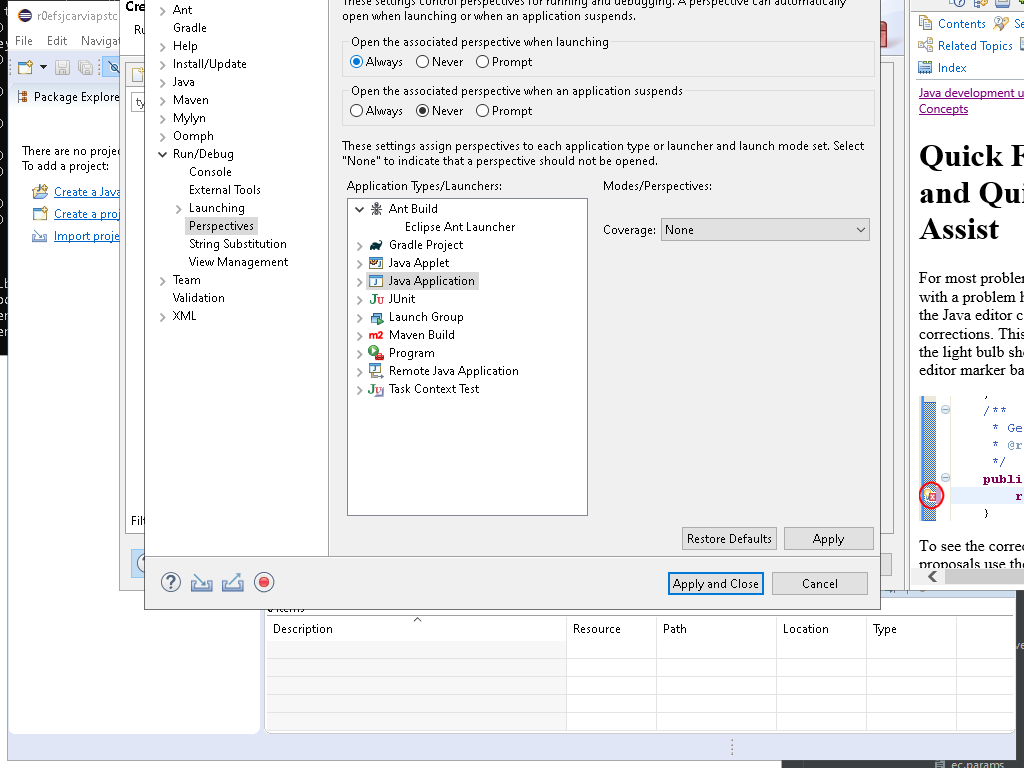 r0efsjcarviapstc
File Edit Naviga
Package Explore
There are no projec
To add a project:
Create a Java
Create a proj
Import proje
Cre
Ru
ty
Filt
Ant
Gradle
Help
Install/Update
Java
Maven
Mylyn
Oomph
Run/Debug
Console
External Tools
Launching
Perspectives
String Substitution
View Management
Team
Validation
XML
These settings control perspectives for running and debugging. A perspective can automatically
open when launching or when an application suspends.
Open the associated perspective when launching
Always Never Prompt
Open the associated perspective when an application suspends
Always Never Prompt
These settings assign perspectives to each application type or launcher and launch mode set. Select
"None" to indicate that a perspective should not be opened.
Application Types/Launchers: Modes/Perspectives:
Ant Build
Eclipse Ant Launcher
Gradle Project
Java Applet
Java Application
JUnit
Launch Group
Maven Build
Program
Remote Java Application
Task Context Test
Coverage: None
Restore Defaults Apply
Apply and Close Cancel
Contents Se
Related Topics
Index
Java development u
Concepts
Quick F
and Qui
Assist
For most problem
with a problem h
the Java editor c
corrections. This
the light bulb sho
editor marker ba
/**
* Ge
* @r
*/
publi
r
}
To see the correc
proposals use the
Description Resource Path Location Type
ec.params